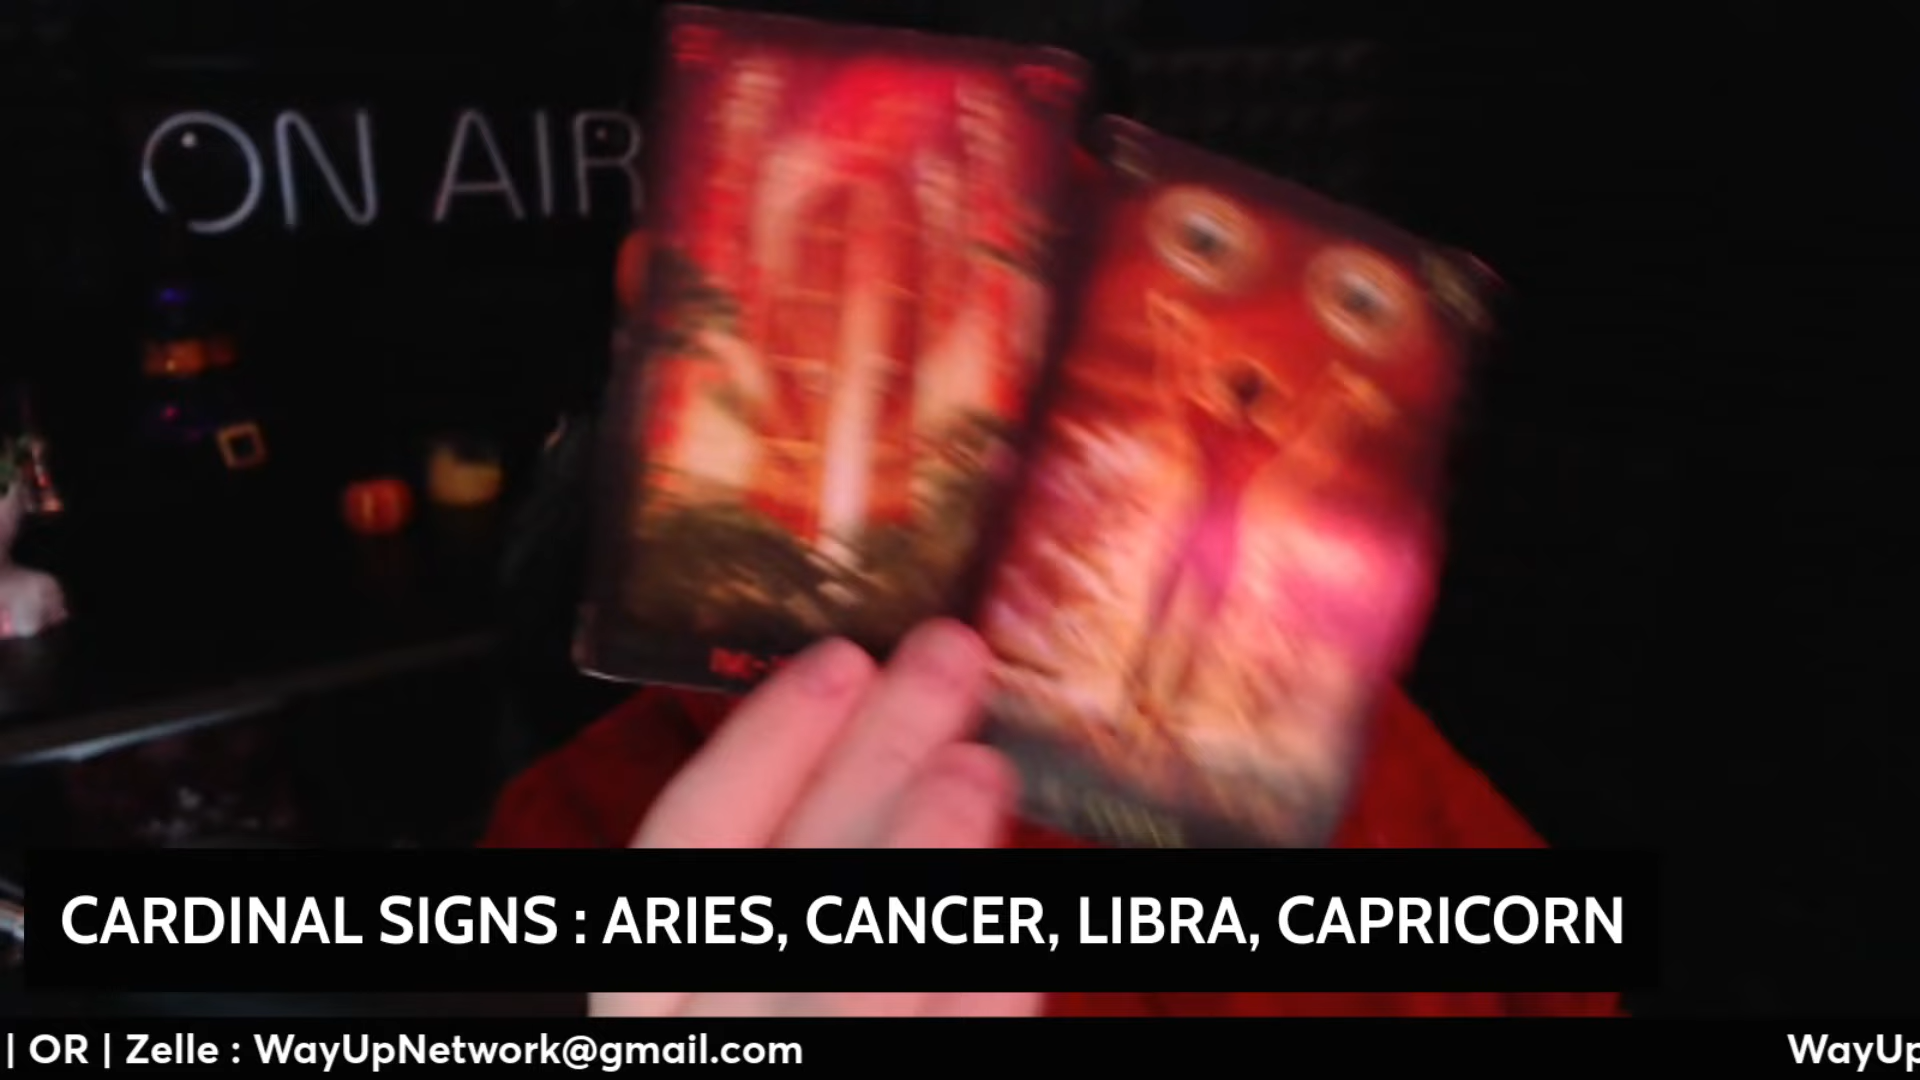 ON AIR
CARDINAL SIGNS : ARIES, CANCER, LIBRA, CAPRICORN
| OR | Zelle : WayUpNetwork@gmail.com
WayUp